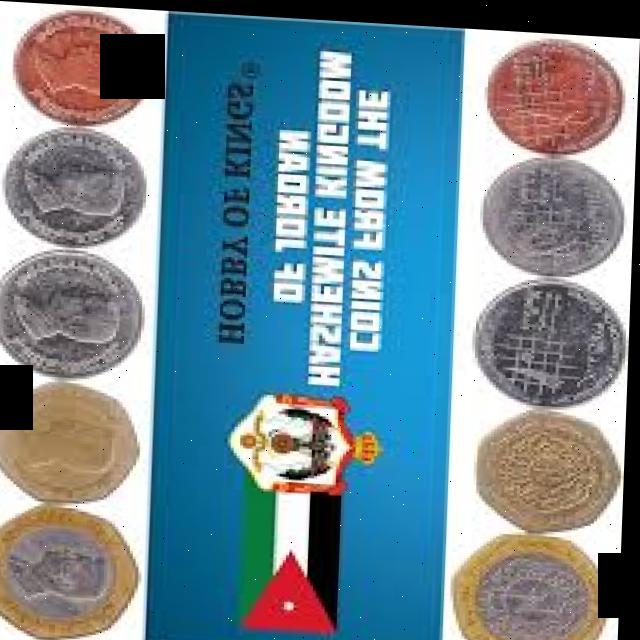 COINS FROM THE
HASHEMITE KINGDOM
OF JORDAN
HOBBY OF KINGS®